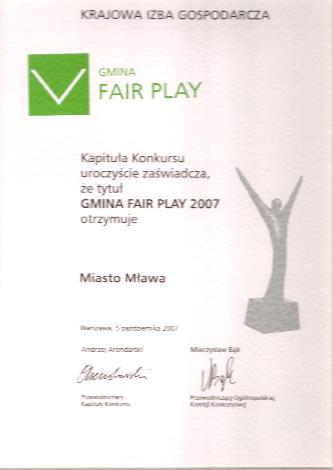 KRAJOWA IZBA GOSPODARCZA
GMINA
FAIR PLAY
Kapituła Konkursu
uroczyście zaświadcza,
że tytuł
GMINA FAIR PLAY 2007
otrzymuje
Miasto Mława
Warszawa, 5 października 2007
Andrzej Arendarski Mieczysław Bąk
Przewodniczący Przewodniczący Ogólnopolskiej
Kapituły Konkursu Komisji Konkursowej